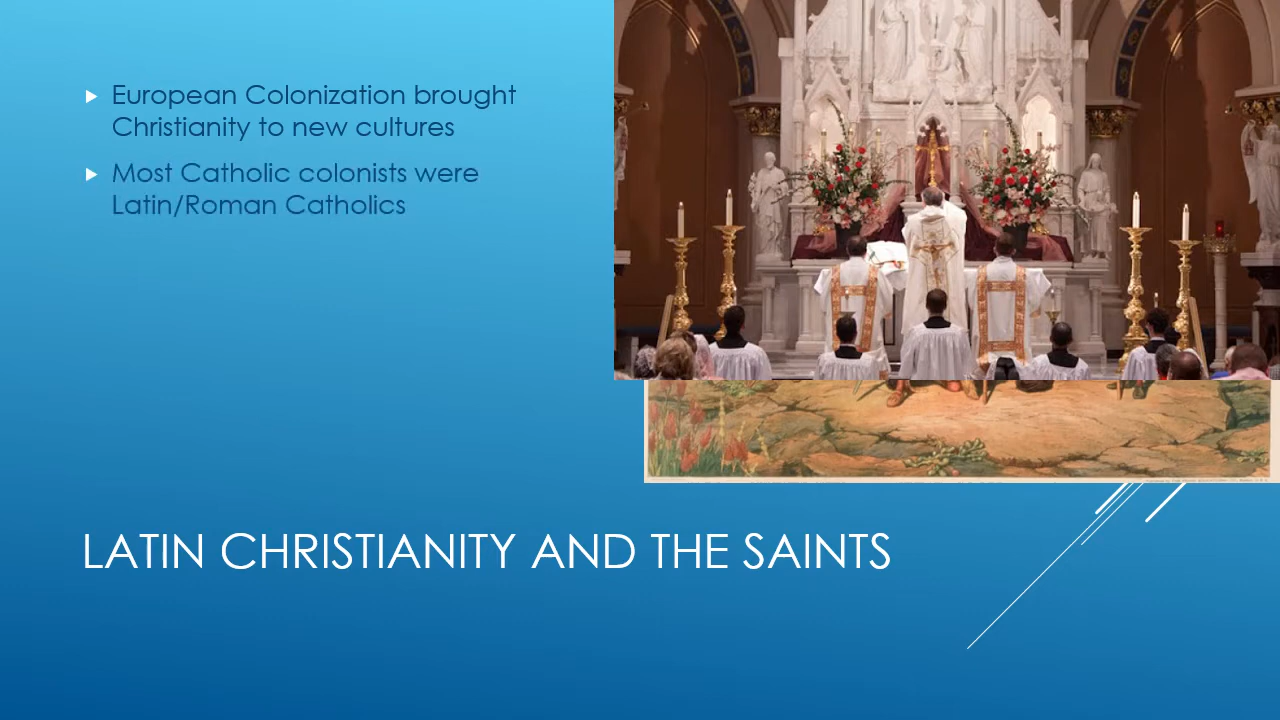 European Colonization brought
Christianity to new cultures
Most Catholic colonists were
Latin/Roman Catholics
LATIN CHRISTIANITY AND THE SAINTS